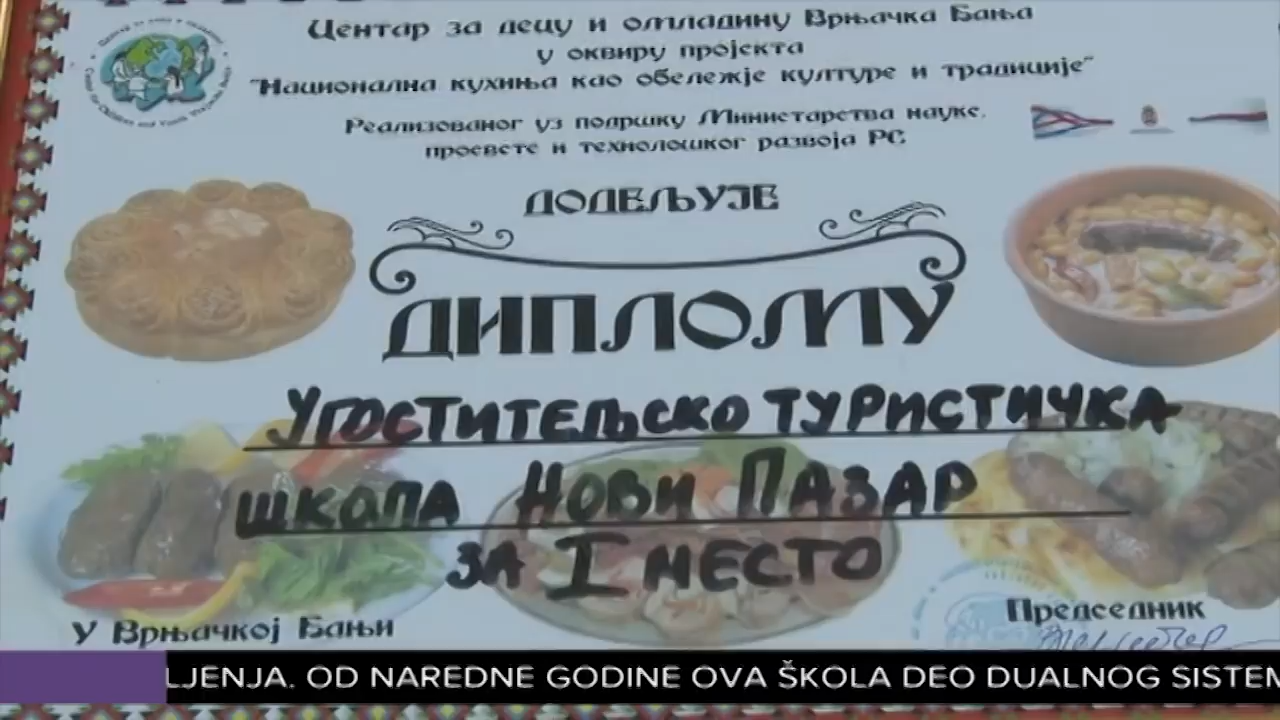 Центар за децу и омладину Врњачка Бања
у оквиру пројекта
"Национална кухиња као обележје културе и традиције"
Реализованог уз подршку Министарства науке,
просвете и технолошког развоја РС
ДОДЕЉУЈЕ
ДИПЛОМУ
Угоститељско туристичка
школа Нови Пазар
за I место
У Врњачкој Бањи
Председник
LJENJA. OD NAREDNE GODINE OVA ŠKOLA DEO DUALNOG SISTEM